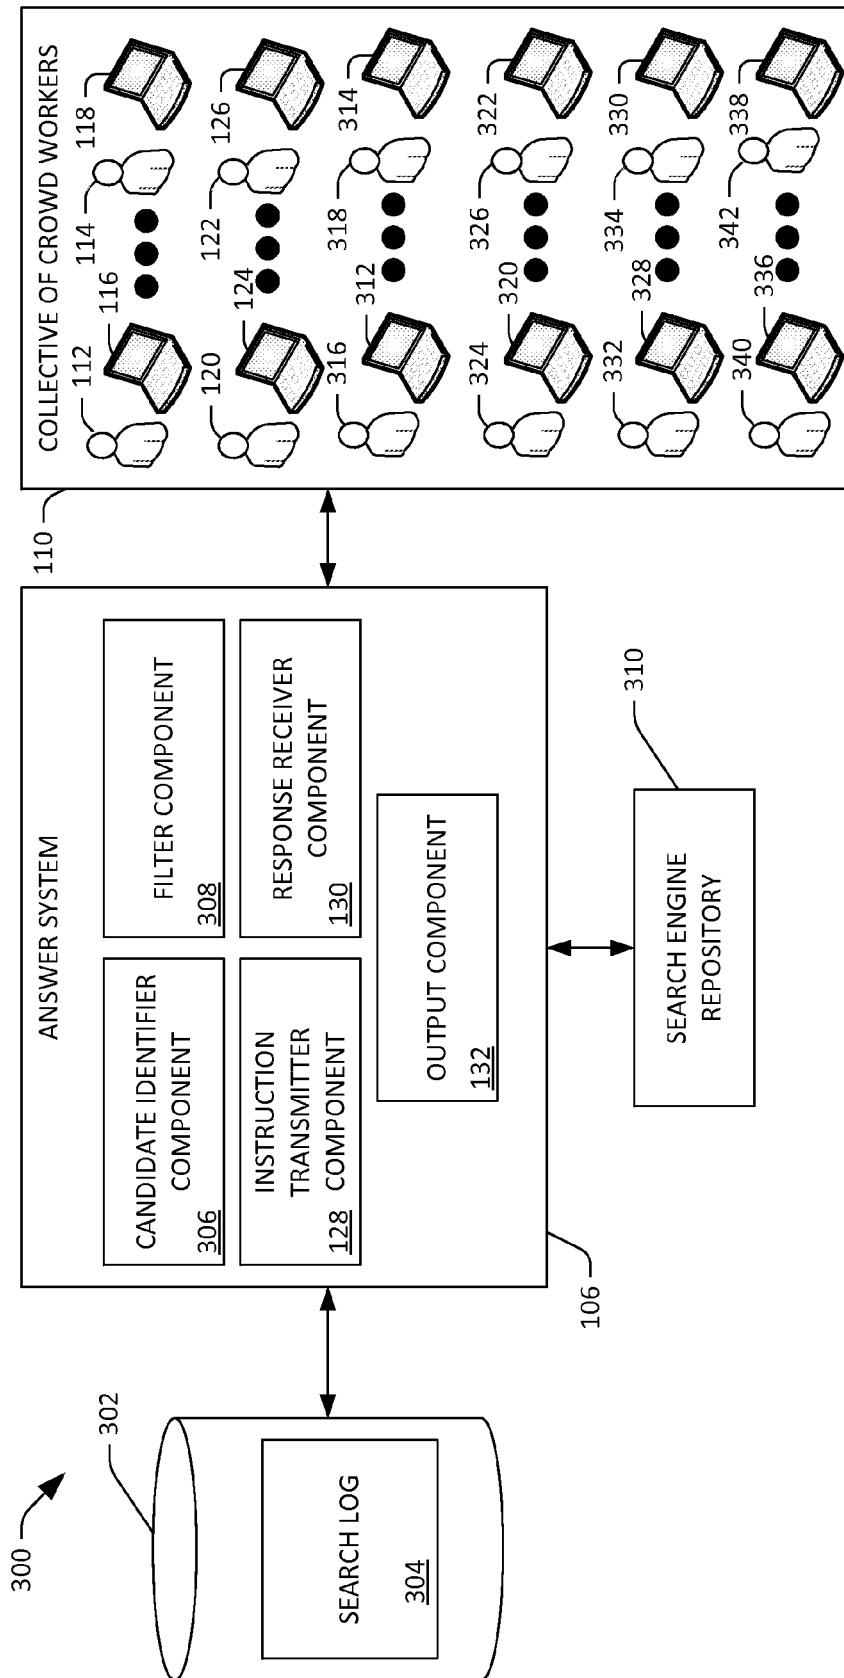 300
302
SEARCH LOG
304
ANSWER SYSTEM
CANDIDATE IDENTIFIER
COMPONENT
306
FILTER COMPONENT
308
INSTRUCTION
TRANSMITTER
COMPONENT
128
RESPONSE RECEIVER
COMPONENT
130
OUTPUT COMPONENT
132
106
SEARCH ENGINE
REPOSITORY
310
110
COLLECTIVE OF CROWD WORKERS
112
116
114
118
120
124
122
126
316
312
318
314
324
320
326
322
332
328
334
330
340
336
342
338